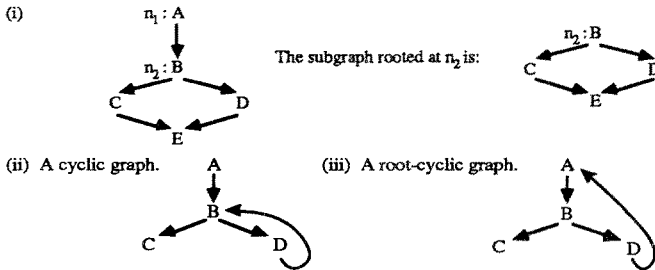 (i)
n1 : A
n2 : B
C D
E
The subgraph rooted at n2 is:
n2 : B
C D
E
(ii) A cyclic graph.
A
B
C D
(iii) A root-cyclic graph.
A
B
C D